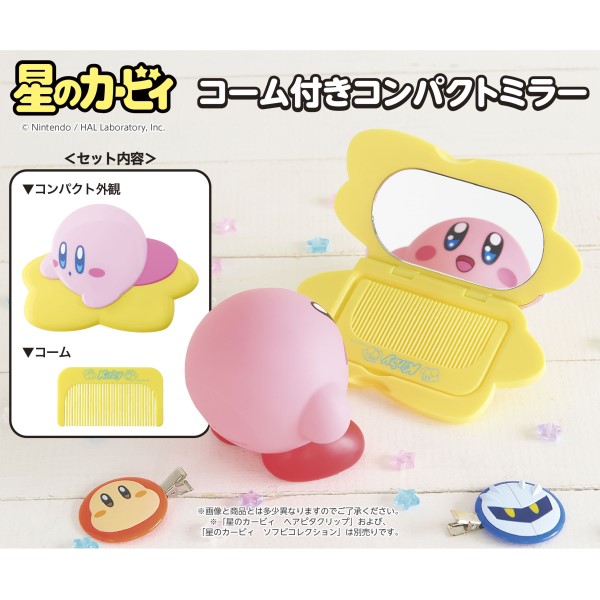 星のカービィ
コーム付きコンパクトミラー
© Nintendo / HAL Laboratory, Inc.
＜セット内容＞
▼コンパクト外観
▼コーム
Kirby
Kirby
※画像と商品とは多少異なりますのでご了承ください。
※「星のカービィ　ヘアピタクリップ」および、
「星のカービィ　ソフビコレクション」は別売りです。